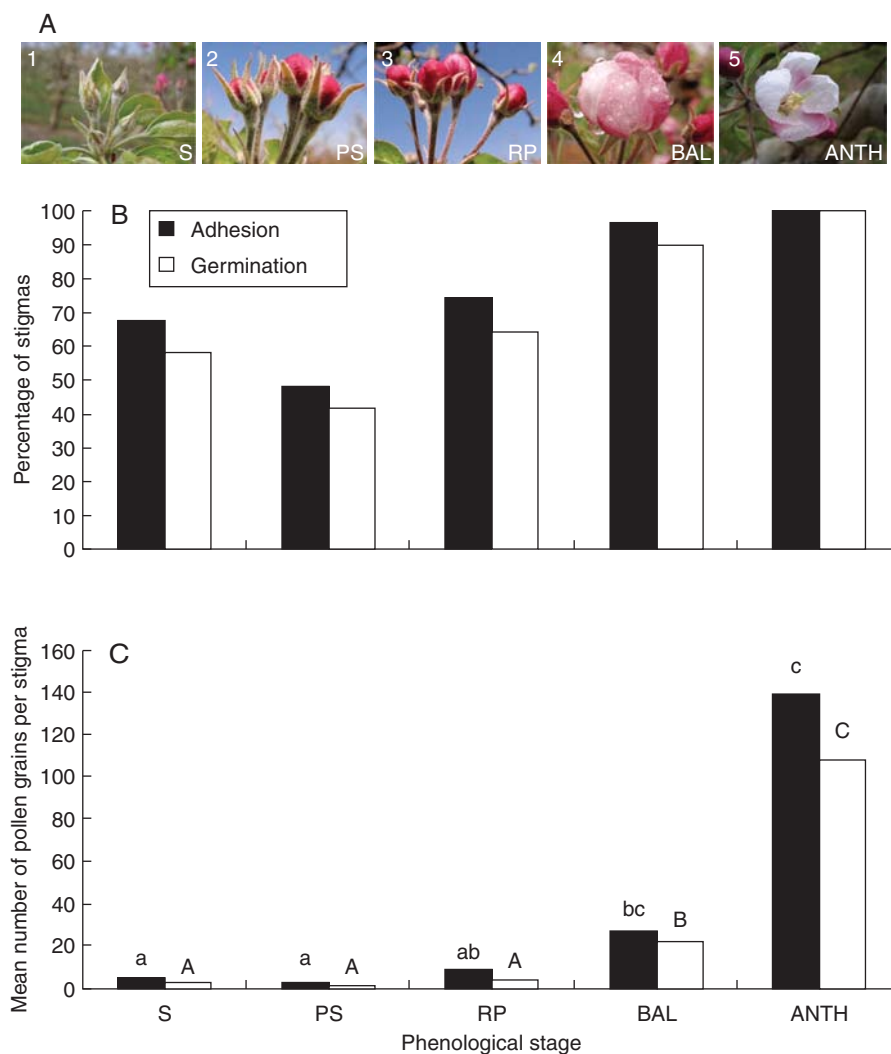 A
1 S
2 PS
3 RP
4 BAL
5 ANTH
B
Adhesion
Germination
Percentage of stigmas
100
90
80
70
60
50
40
30
20
10
0
C
Mean number of pollen grains per stigma
160
140
120
100
80
60
40
20
0
a A
a A
ab A
bc B
c C
S PS RP BAL ANTH
Phenological stage